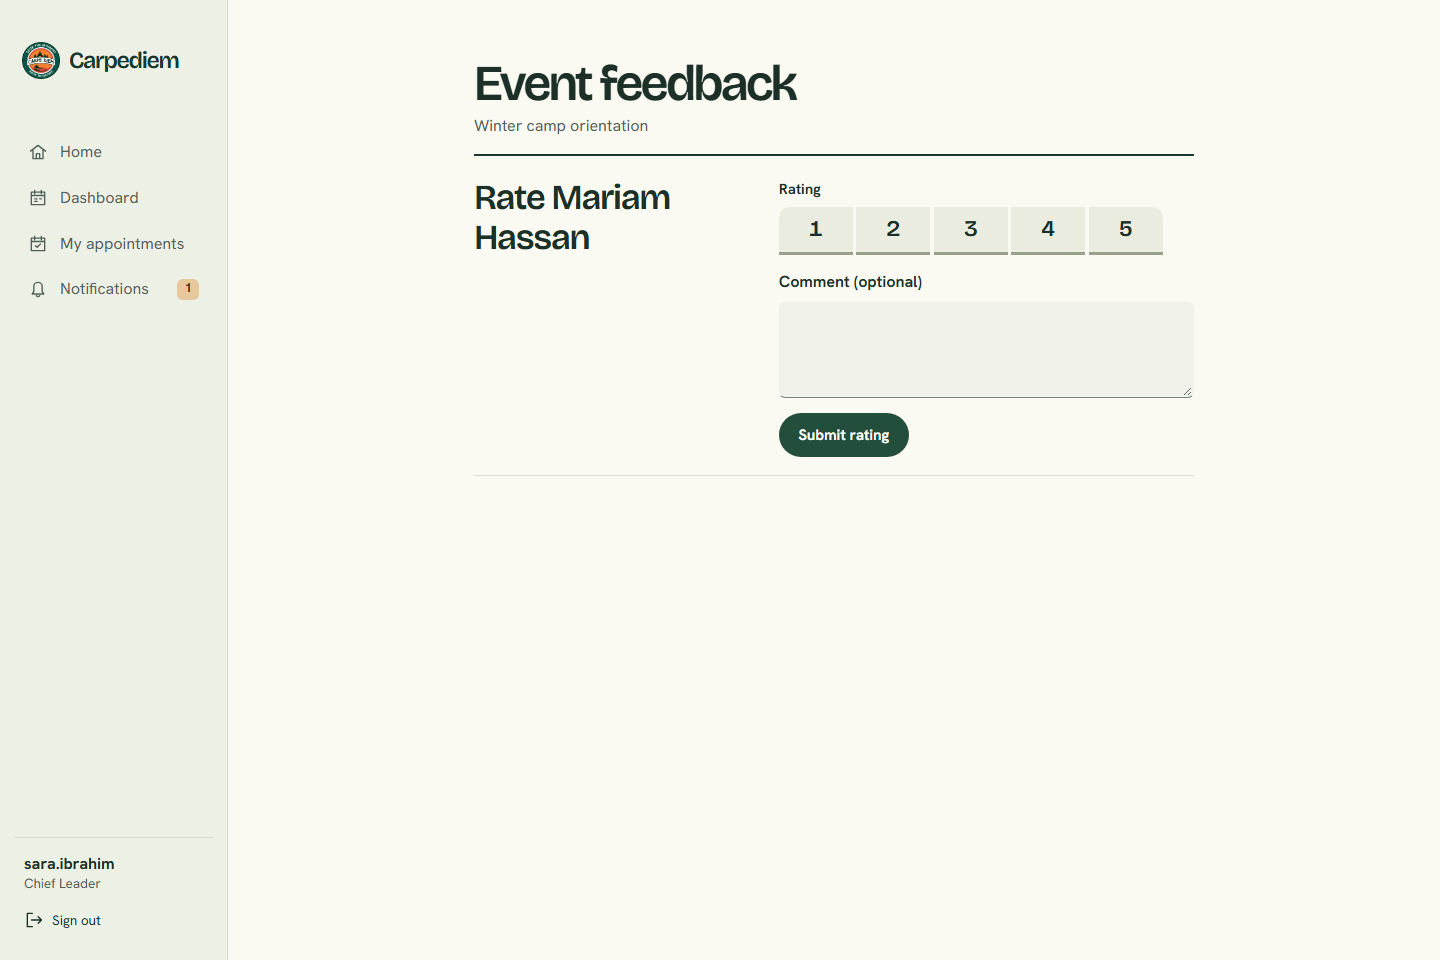 Carpediem
Home
Dashboard
My appointments
Notifications 1
sara.ibrahim
Chief Leader
Sign out
Event feedback
Winter camp orientation
Rate Mariam
Hassan
Rating
1 2 3 4 5
Comment (optional)
Submit rating